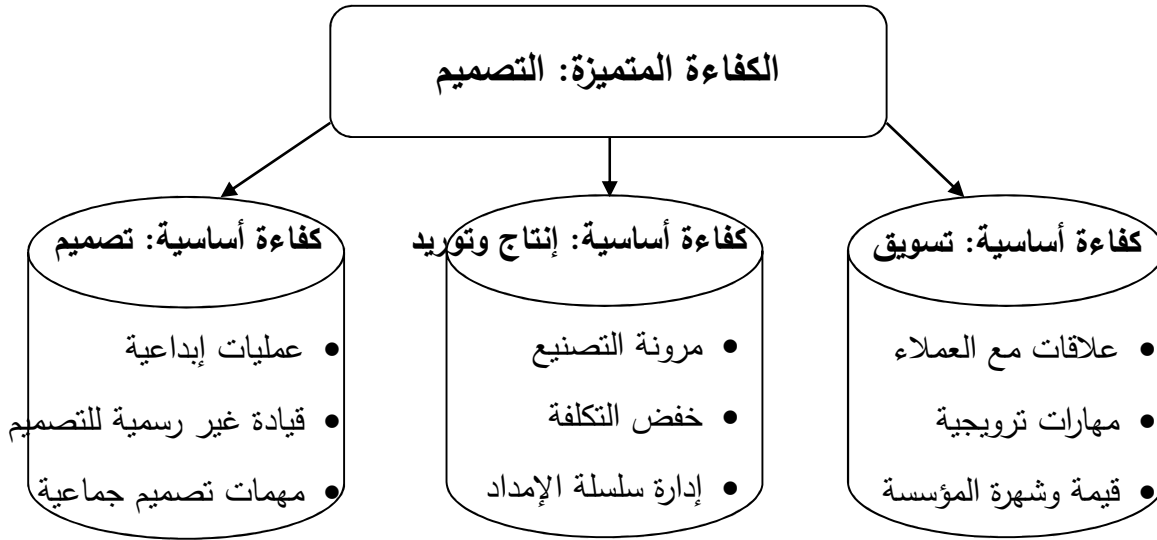 الكفاءة المتميزة: التصميم
كفاءة أساسية: تسويق
علاقات مع العملاء
مهارات ترويجية
قيمة وشهرة المؤسسة
كفاءة أساسية: إنتاج وتوريد
مرونة التصنيع
خفض التكلفة
إدارة سلسلة الإمداد
كفاءة أساسية: تصميم
عمليات إبداعية
قيادة غير رسمية للتصميم
مهمات تصميم جماعية